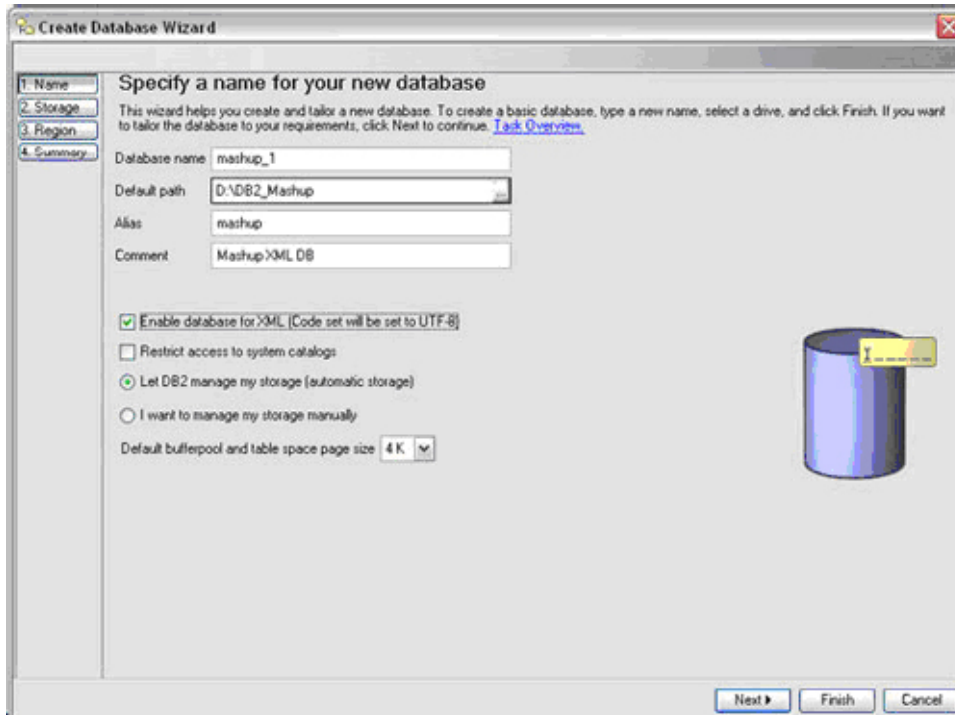 Create Database Wizard
1. Name
2. Storage
3. Region
4. Summary
Specify a name for your new database
This wizard helps you create and tailor a new database. To create a basic database, type a new name, select a drive, and click Finish. If you want
to tailor the database to your requirements, click Next to continue. Task Overview.
Database name mashup_1
Default path D:\DB2_Mashup ...
Alias mashup
Comment Mashup XML DB
Enable database for XML (Code set will be set to UTF-8)
Restrict access to system catalogs
Let DB2 manage my storage (automatic storage)
I want to manage my storage manually
Default bufferpool and table space page size 4 K
Next Finish Cancel